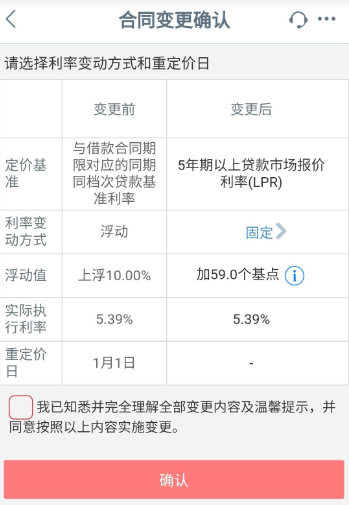 合同变更确认
请选择利率变动方式和重定价日
变更前
变更后
定价基
准
与借款合同期
限对应的同期
同档次贷款基
准利率
5年期以上贷款市场报价
利率(LPR)
利率变
动方式
浮动
固定
浮动值
上浮10.00%
加59.0个基点
实际执
行利率
5.39%
5.39%
重定价
日
1月1日
-
我已知悉并完全理解全部变更内容及温馨提示，并
同意按照以上内容实施变更。
确认